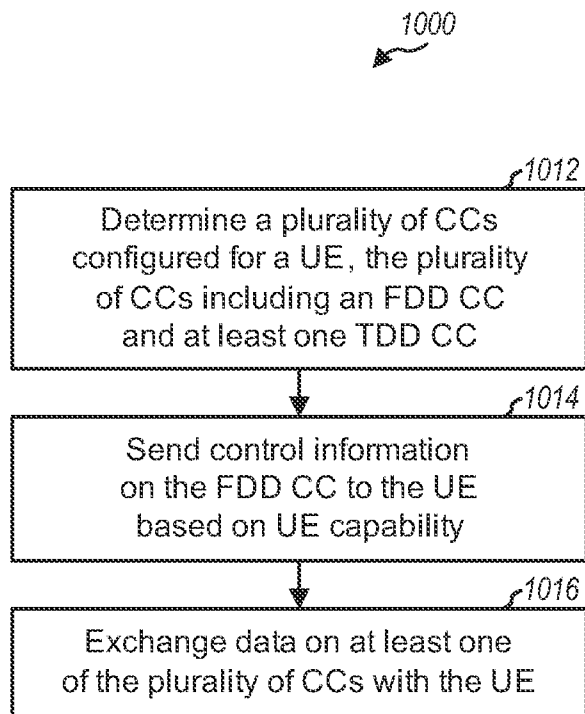 1000
1012
Determine a plurality of CCs
configured for a UE, the plurality
of CCs including an FDD CC
and at least one TDD CC
1014
Send control information
on the FDD CC to the UE
based on UE capability
1016
Exchange data on at least one
of the plurality of CCs with the UE